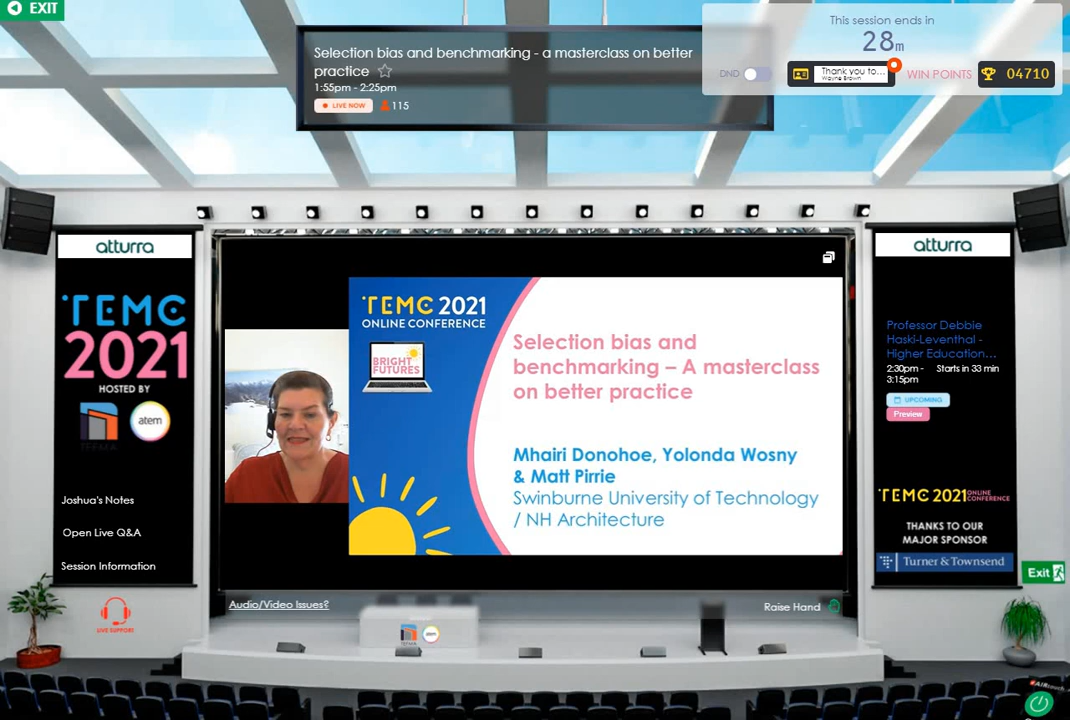 EXIT
Selection bias and benchmarking - a masterclass on better
practice
1:55pm - 2:25pm
LIVE NOW 115
This session ends in
28m
DND
Thank you to...
Wayne Brown
WIN POINTS
04710
atturra
TEMC
2021
HOSTED BY
TEFMA
atem
Joshua's Notes
Open Live Q&A
Session Information
LIVE SUPPORT
TEMC 2021
ONLINE CONFERENCE
BRIGHT
FUTURES
Selection bias and
benchmarking – A masterclass
on better practice
Mhairi Donohoe, Yolonda Wosny
& Matt Pirrie
Swinburne University of Technology
/ NH Architecture
Audio/Video Issues?
Raise Hand
TEFMA
atem
atturra
Professor Debbie
Haski-Leventhal -
Higher Education...
2:30pm - Starts in 33 min
3:15pm
UPCOMING
Preview
TEMC 2021 ONLINE
CONFERENCE
THANKS TO OUR
MAJOR SPONSOR
Turner & Townsend
Exit